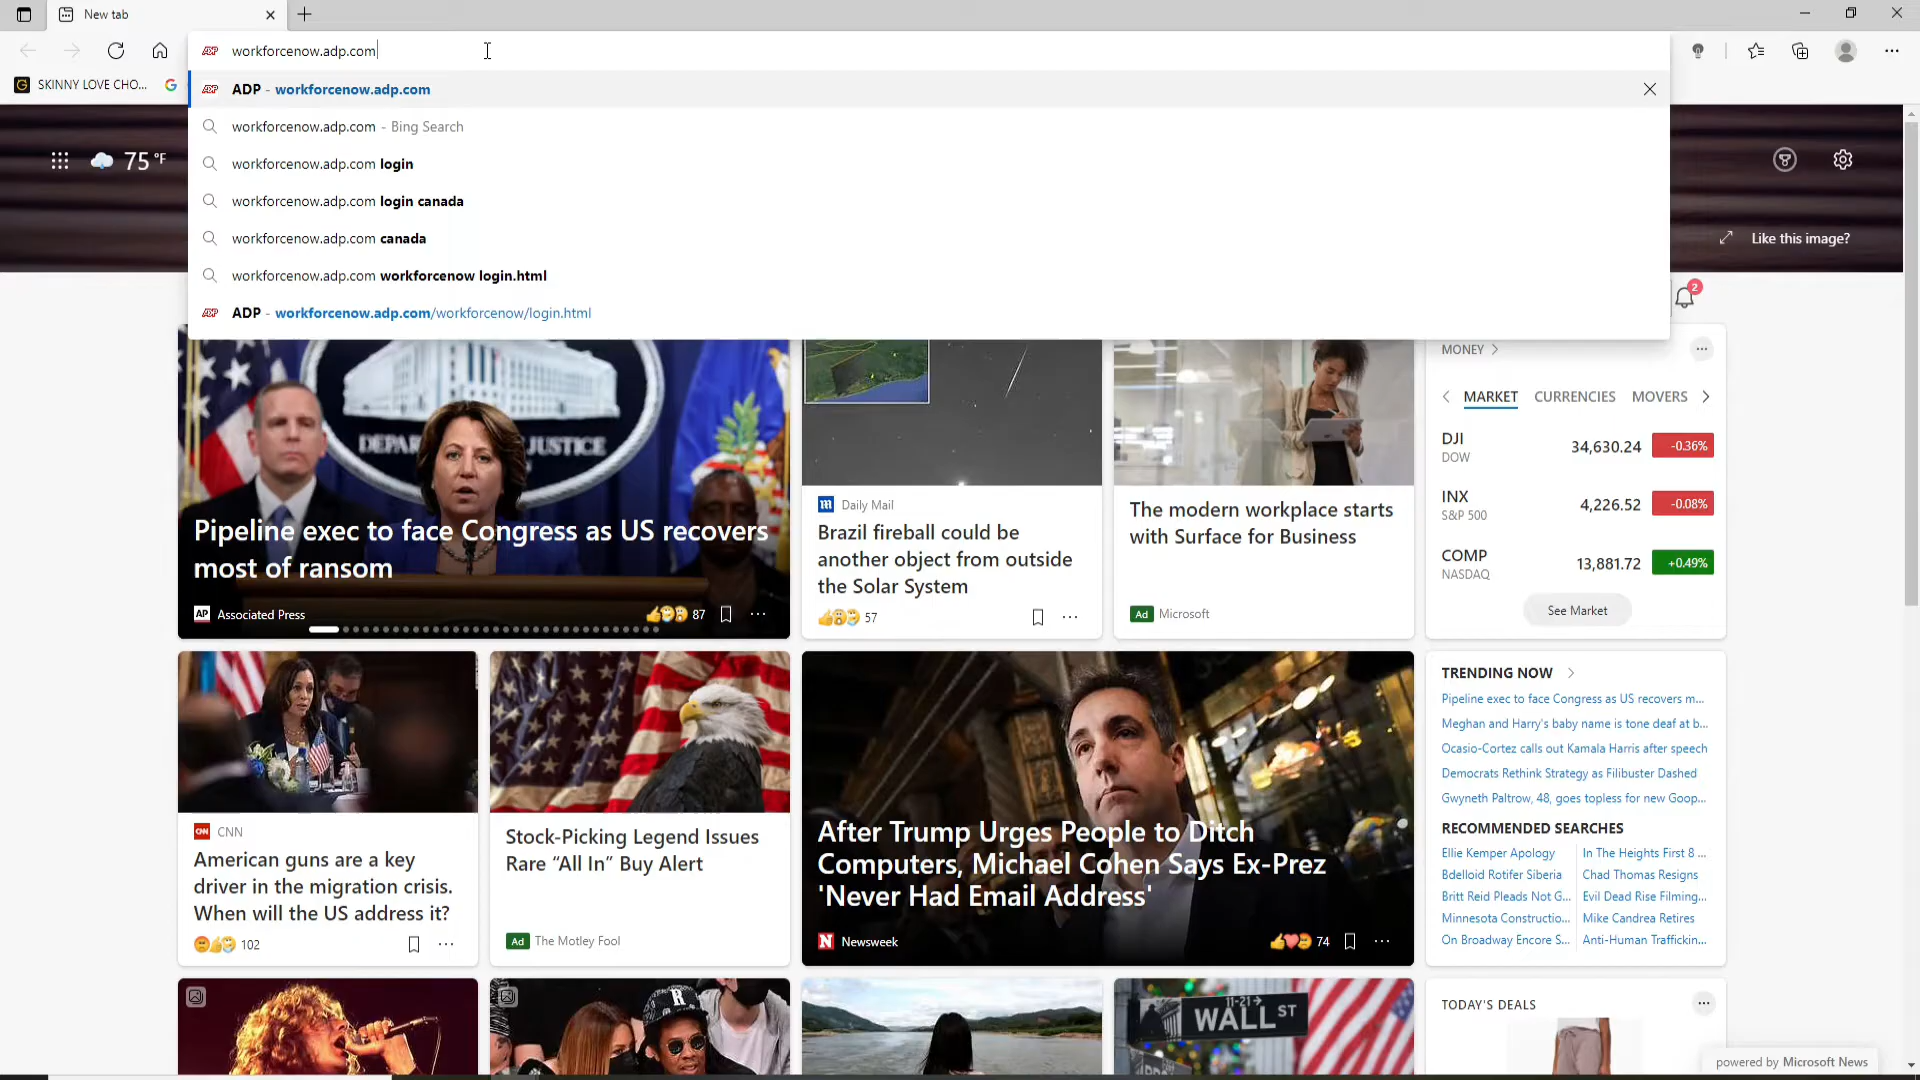 New tab
workforcenow.adp.com
SKINNY LOVE CHO...
ADP - workforcenow.adp.com
workforcenow.adp.com - Bing Search
workforcenow.adp.com login
workforcenow.adp.com login canada
workforcenow.adp.com canada
workforcenow.adp.com workforcenow login.html
ADP - workforcenow.adp.com/workforcenow/login.html
75 °F
Like this image?
2
DEPAR
JUSTICE
Pipeline exec to face Congress as US recovers
most of ransom
AP Associated Press
87
m Daily Mail
Brazil fireball could be
another object from outside
the Solar System
57
The modern workplace starts
with Surface for Business
Ad Microsoft
MONEY
MARKET CURRENCIES MOVERS
DJI
DOW
34,630.24 -0.36%
INX
S&P 500
4,226.52 -0.08%
COMP
NASDAQ
13,881.72 +0.49%
See Market
CNN CNN
American guns are a key
driver in the migration crisis.
When will the US address it?
102
Stock-Picking Legend Issues
Rare “All In” Buy Alert
Ad The Motley Fool
After Trump Urges People to Ditch
Computers, Michael Cohen Says Ex-Prez
'Never Had Email Address'
N Newsweek
74
TRENDING NOW
Pipeline exec to face Congress as US recovers m...
Meghan and Harry's baby name is tone deaf at b...
Ocasio-Cortez calls out Kamala Harris after speech
Democrats Rethink Strategy as Filibuster Dashed
Gwyneth Paltrow, 48, goes topless for new Goop...
RECOMMENDED SEARCHES
Ellie Kemper Apology
In The Heights First 8 ...
Bdelloid Rotifer Siberia
Chad Thomas Resigns
Britt Reid Pleads Not G...
Evil Dead Rise Filming...
Minnesota Constructio...
Mike Candrea Retires
On Broadway Encore S...
Anti-Human Traffickin...
R
11-21
WALL ST
TODAY'S DEALS
powered by Microsoft News